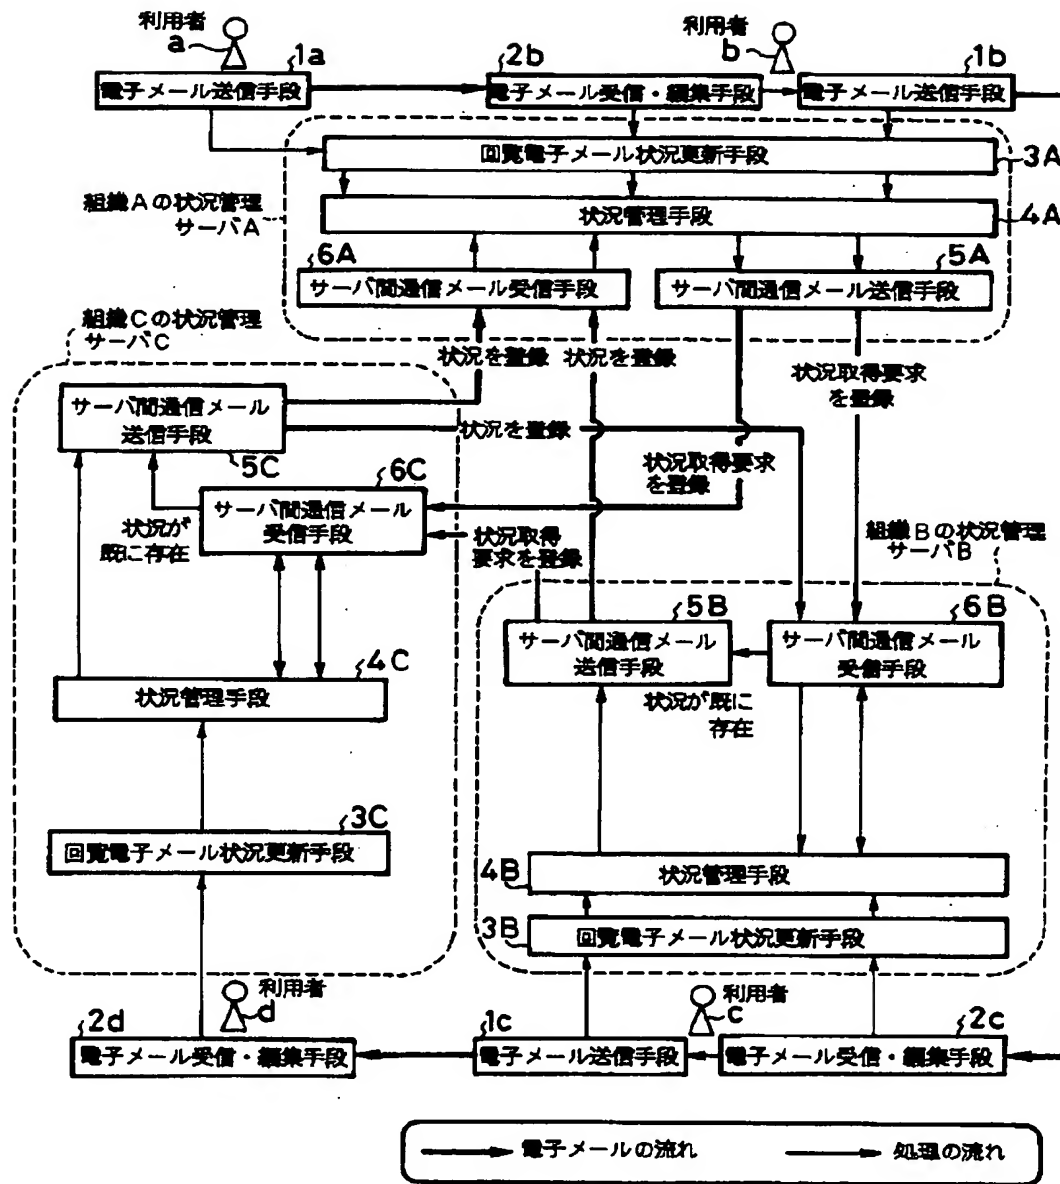 利用者
a
利用者
b
1a
2b
1b
電子メール送信手段
電子メール受信・編集手段
電子メール送信手段
回覧電子メール状況更新手段
3A
組織Aの状況管理
サーバA
状況管理手段
4A
6A
5A
サーバ間通信メール受信手段
サーバ間通信メール送信手段
組織Cの状況管理
サーバC
状況を登録
状況を登録
状況取得要求
を登録
サーバ間通信メール
送信手段
5C
状況を登録
状況取得要求
を登録
6C
サーバ間通信メール
受信手段
状況が
既に存在
状況取得
要求を登録
組織Bの状況管理
サーバB
5B
6B
サーバ間通信メール
送信手段
サーバ間通信メール
受信手段
状況が既に
存在
4C
状況管理手段
3C
回覧電子メール状況更新手段
4B
状況管理手段
3B
回覧電子メール状況更新手段
利用者
d
利用者
c
2d
1c
2c
電子メール受信・編集手段
電子メール送信手段
電子メール受信・編集手段
電子メールの流れ
処理の流れ